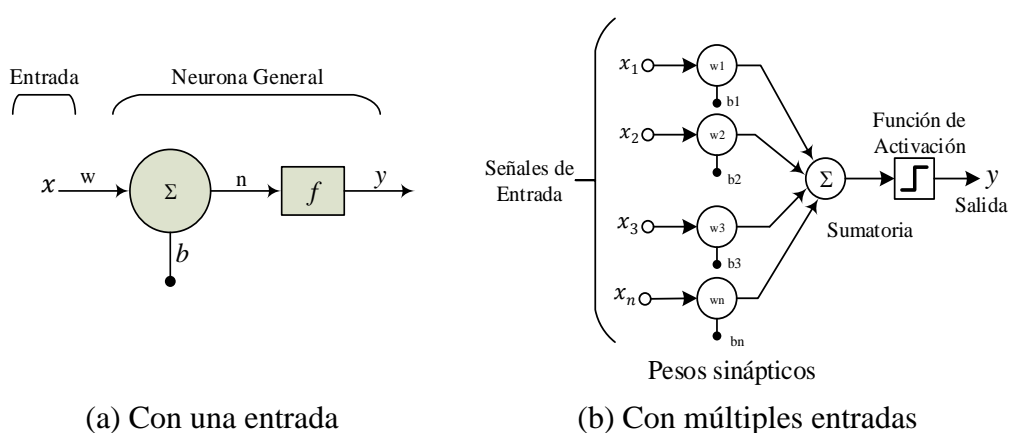 Entrada
Neurona General
x
w
Σ
n
f
y
b
(a) Con una entrada
Señales de
Entrada
x₁
w1
b1
x₂
w2
b2
x₃
w3
b3
xₙ
wn
bn
Pesos sinápticos
Σ
Sumatoria
Función de
Activación
y
Salida
(b) Con múltiples entradas